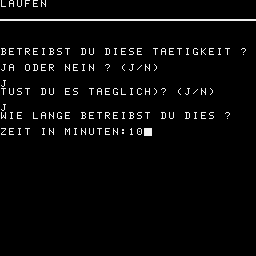 LAUFEN
BETREIBST DU DIESE TAETIGKEIT ?
JA ODER NEIN ? (J/N)
J
TUST DU ES TAEGLICH)? (J/N)
J
WIE LANGE BETREIBST DU DIES ?
ZEIT IN MINUTEN:10